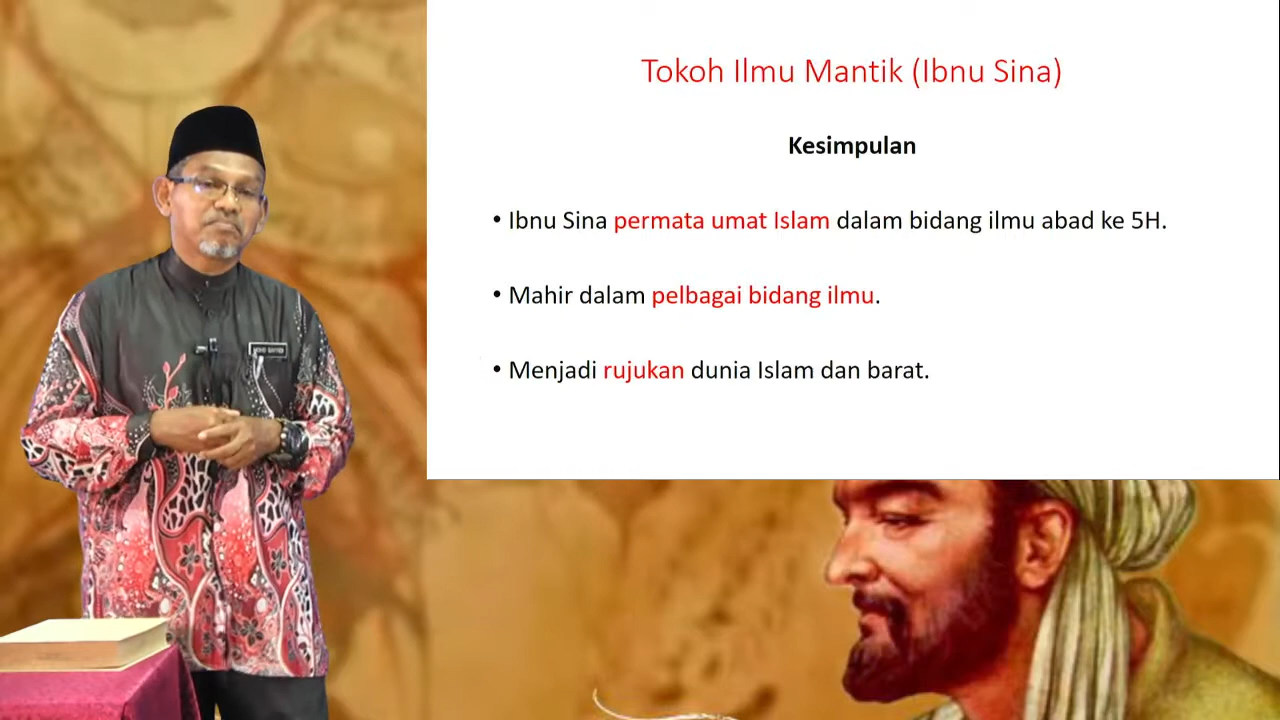 Tokoh Ilmu Mantik (Ibnu Sina)
Kesimpulan
• Ibnu Sina permata umat Islam dalam bidang ilmu abad ke 5H.
• Mahir dalam pelbagai bidang ilmu.
• Menjadi rujukan dunia Islam dan barat.